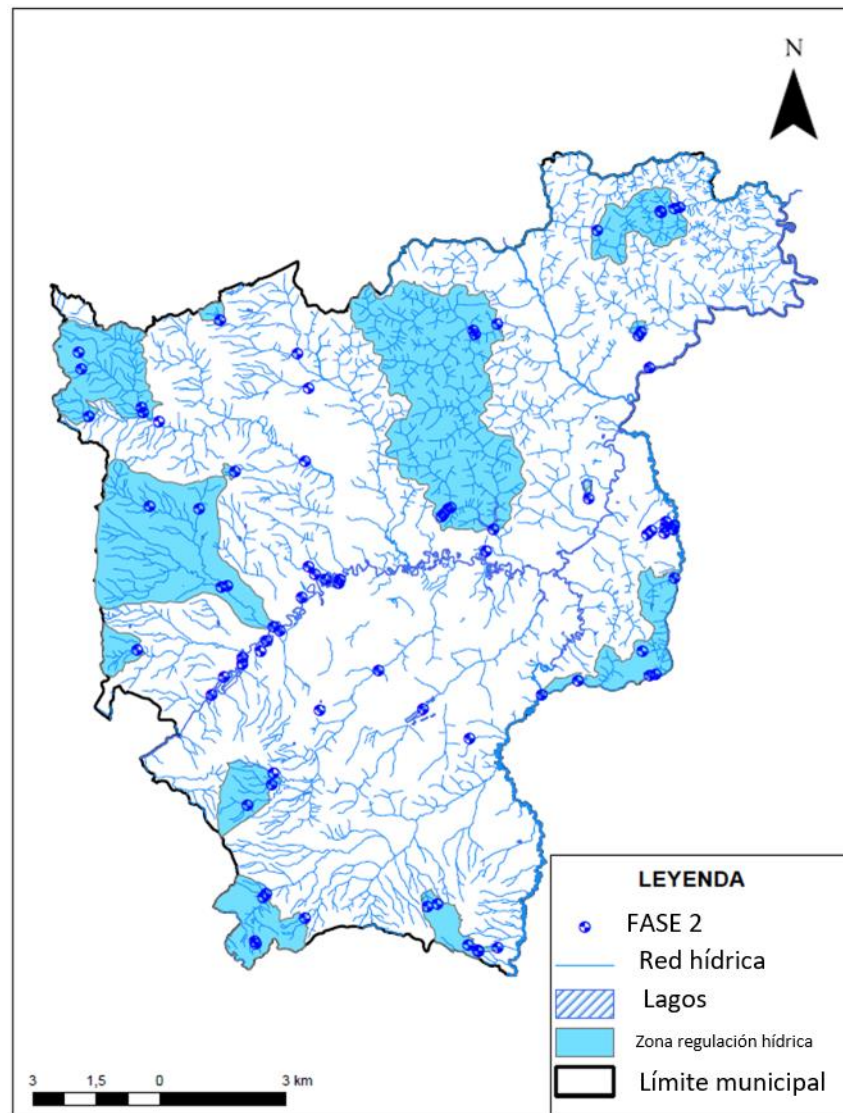 N
LEYENDA
FASE 2
Red hídrica
Lagos
Zona regulación hídrica
Límite municipal
3 1,5 0 3 km